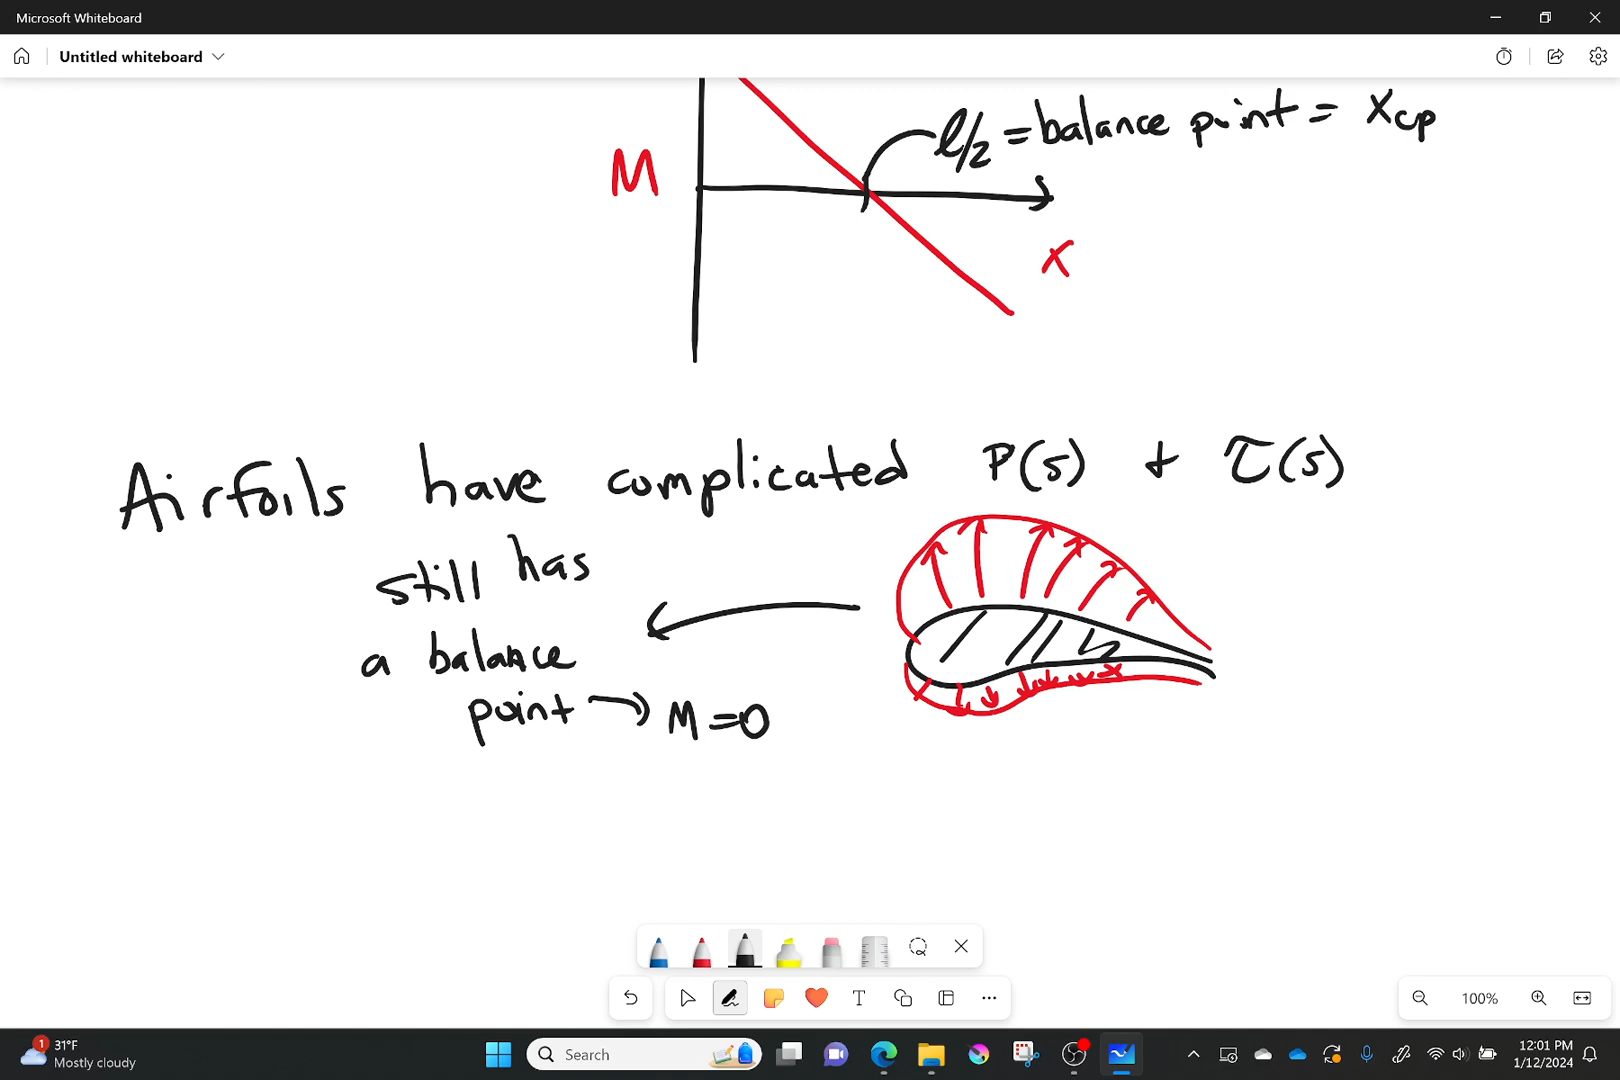 Microsoft Whiteboard
Untitled whiteboard
M
l/2 = balance point = Xcp
x
Airfoils have complicated P(s) + τ(s)
still has
a balance
point → M = 0
T
100%
1
31°F
Mostly cloudy
Search
12:01 PM
1/12/2024